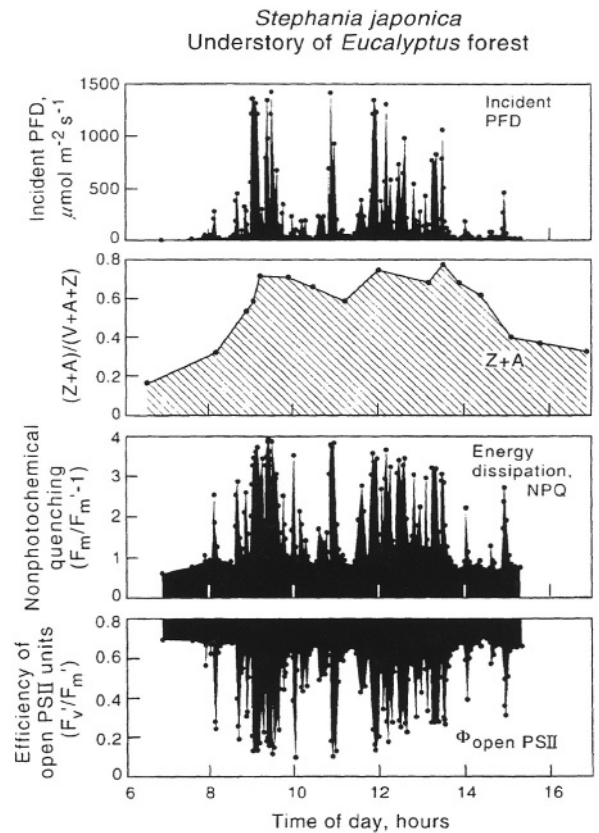 Stephania japonica
Understory of Eucalyptus forest
Incident PFD,
μmol m⁻² s⁻¹
1500
1000
500
0
Incident
PFD
(Z+A)/(V+A+Z)
0.8
0.6
0.4
0.2
0
Z+A
Nonphotochemical
quenching
(Fm/Fm'-1)
4
3
2
1
0
Energy
dissipation,
NPQ
Efficiency of
open PSII units
(Fv'/Fm')
0.8
0.6
0.4
0.2
0
Φopen PSII
6 8 10 12 14 16
Time of day, hours